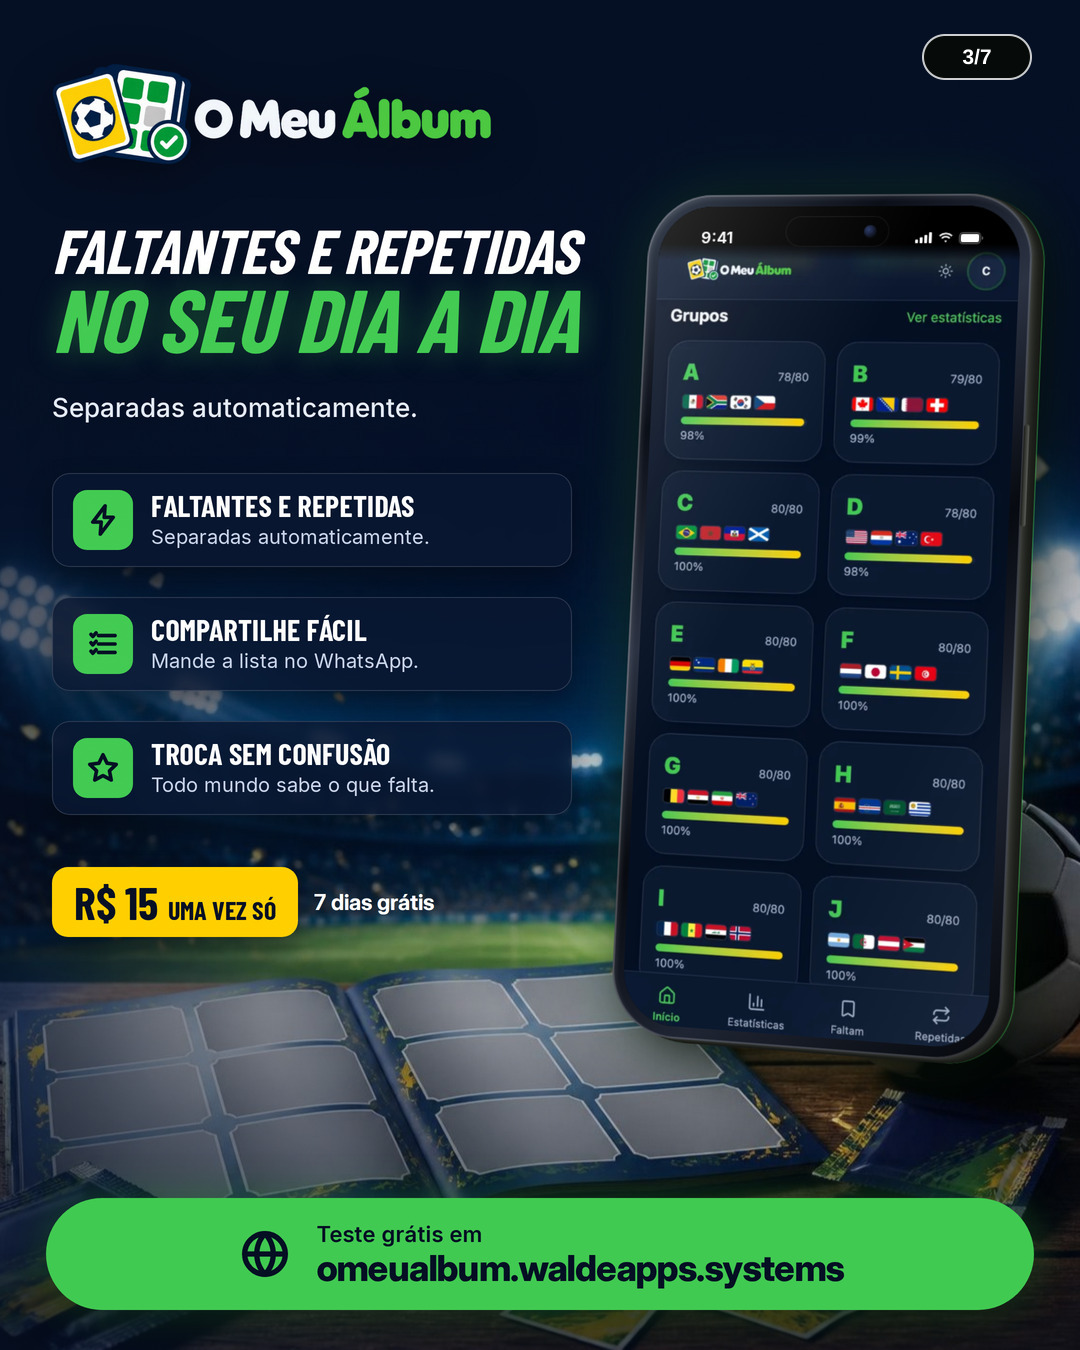 3/7
O Meu Álbum
FALTANTES E REPETIDAS
NO SEU DIA A DIA
Separadas automaticamente.
FALTANTES E REPETIDAS
Separadas automaticamente.
COMPARTILHE FÁCIL
Mande a lista no WhatsApp.
TROCA SEM CONFUSÃO
Todo mundo sabe o que falta.
R$ 15 UMA VEZ SÓ
7 dias grátis
9:41
O Meu Álbum
C
Grupos
Ver estatísticas
A
78/80
98%
B
79/80
99%
C
80/80
100%
D
78/80
98%
E
80/80
100%
F
80/80
100%
G
80/80
100%
H
80/80
100%
I
80/80
100%
J
80/80
100%
Início
Estatísticas
Faltam
Repetidas
Teste grátis em
omeualbum.waldeapps.systems